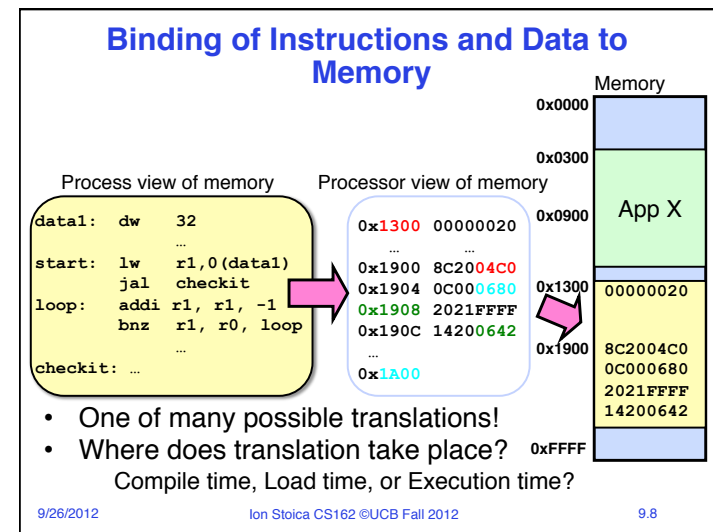 Binding of Instructions and Data to
Memory
Memory
0x0000
0x0300
Process view of memory
Processor view of memory
data1: dw 32
…
start: lw r1,0(data1)
jal checkit
loop: addi r1, r1, -1
bnz r1, r0, loop
…
checkit: …
0x1300 00000020
… …
0x1900 8C2004C0
0x1904 0C000680
0x1908 2021FFFF
0x190C 14200642
…
0x1A00
0x0900
App X
0x1300
00000020
0x1900
8C2004C0
0C000680
2021FFFF
14200642
0xFFFF
• One of many possible translations!
• Where does translation take place?
Compile time, Load time, or Execution time?
9/26/2012
Ion Stoica CS162 ©UCB Fall 2012
9.8